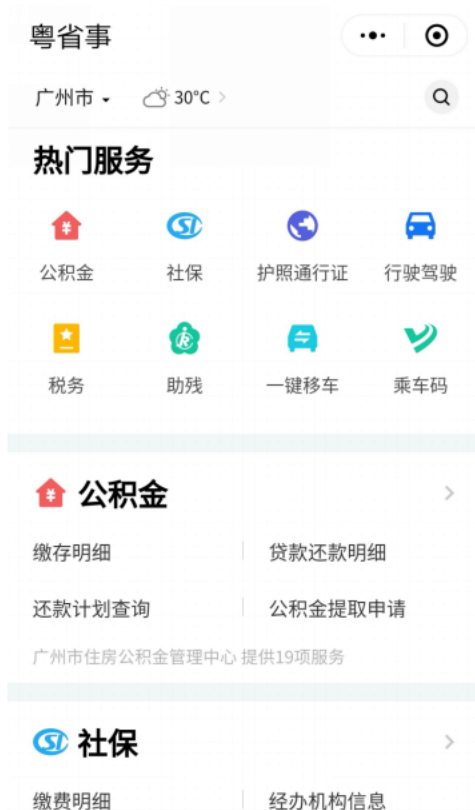 粤省事
广州市 30℃
热门服务
公积金 社保 护照通行证 行驶驾驶
税务 助残 一键移车 乘车码
公积金
缴存明细 贷款还款明细
还款计划查询 公积金提取申请
广州市住房公积金管理中心 提供19项服务
社保
缴费明细 经办机构信息